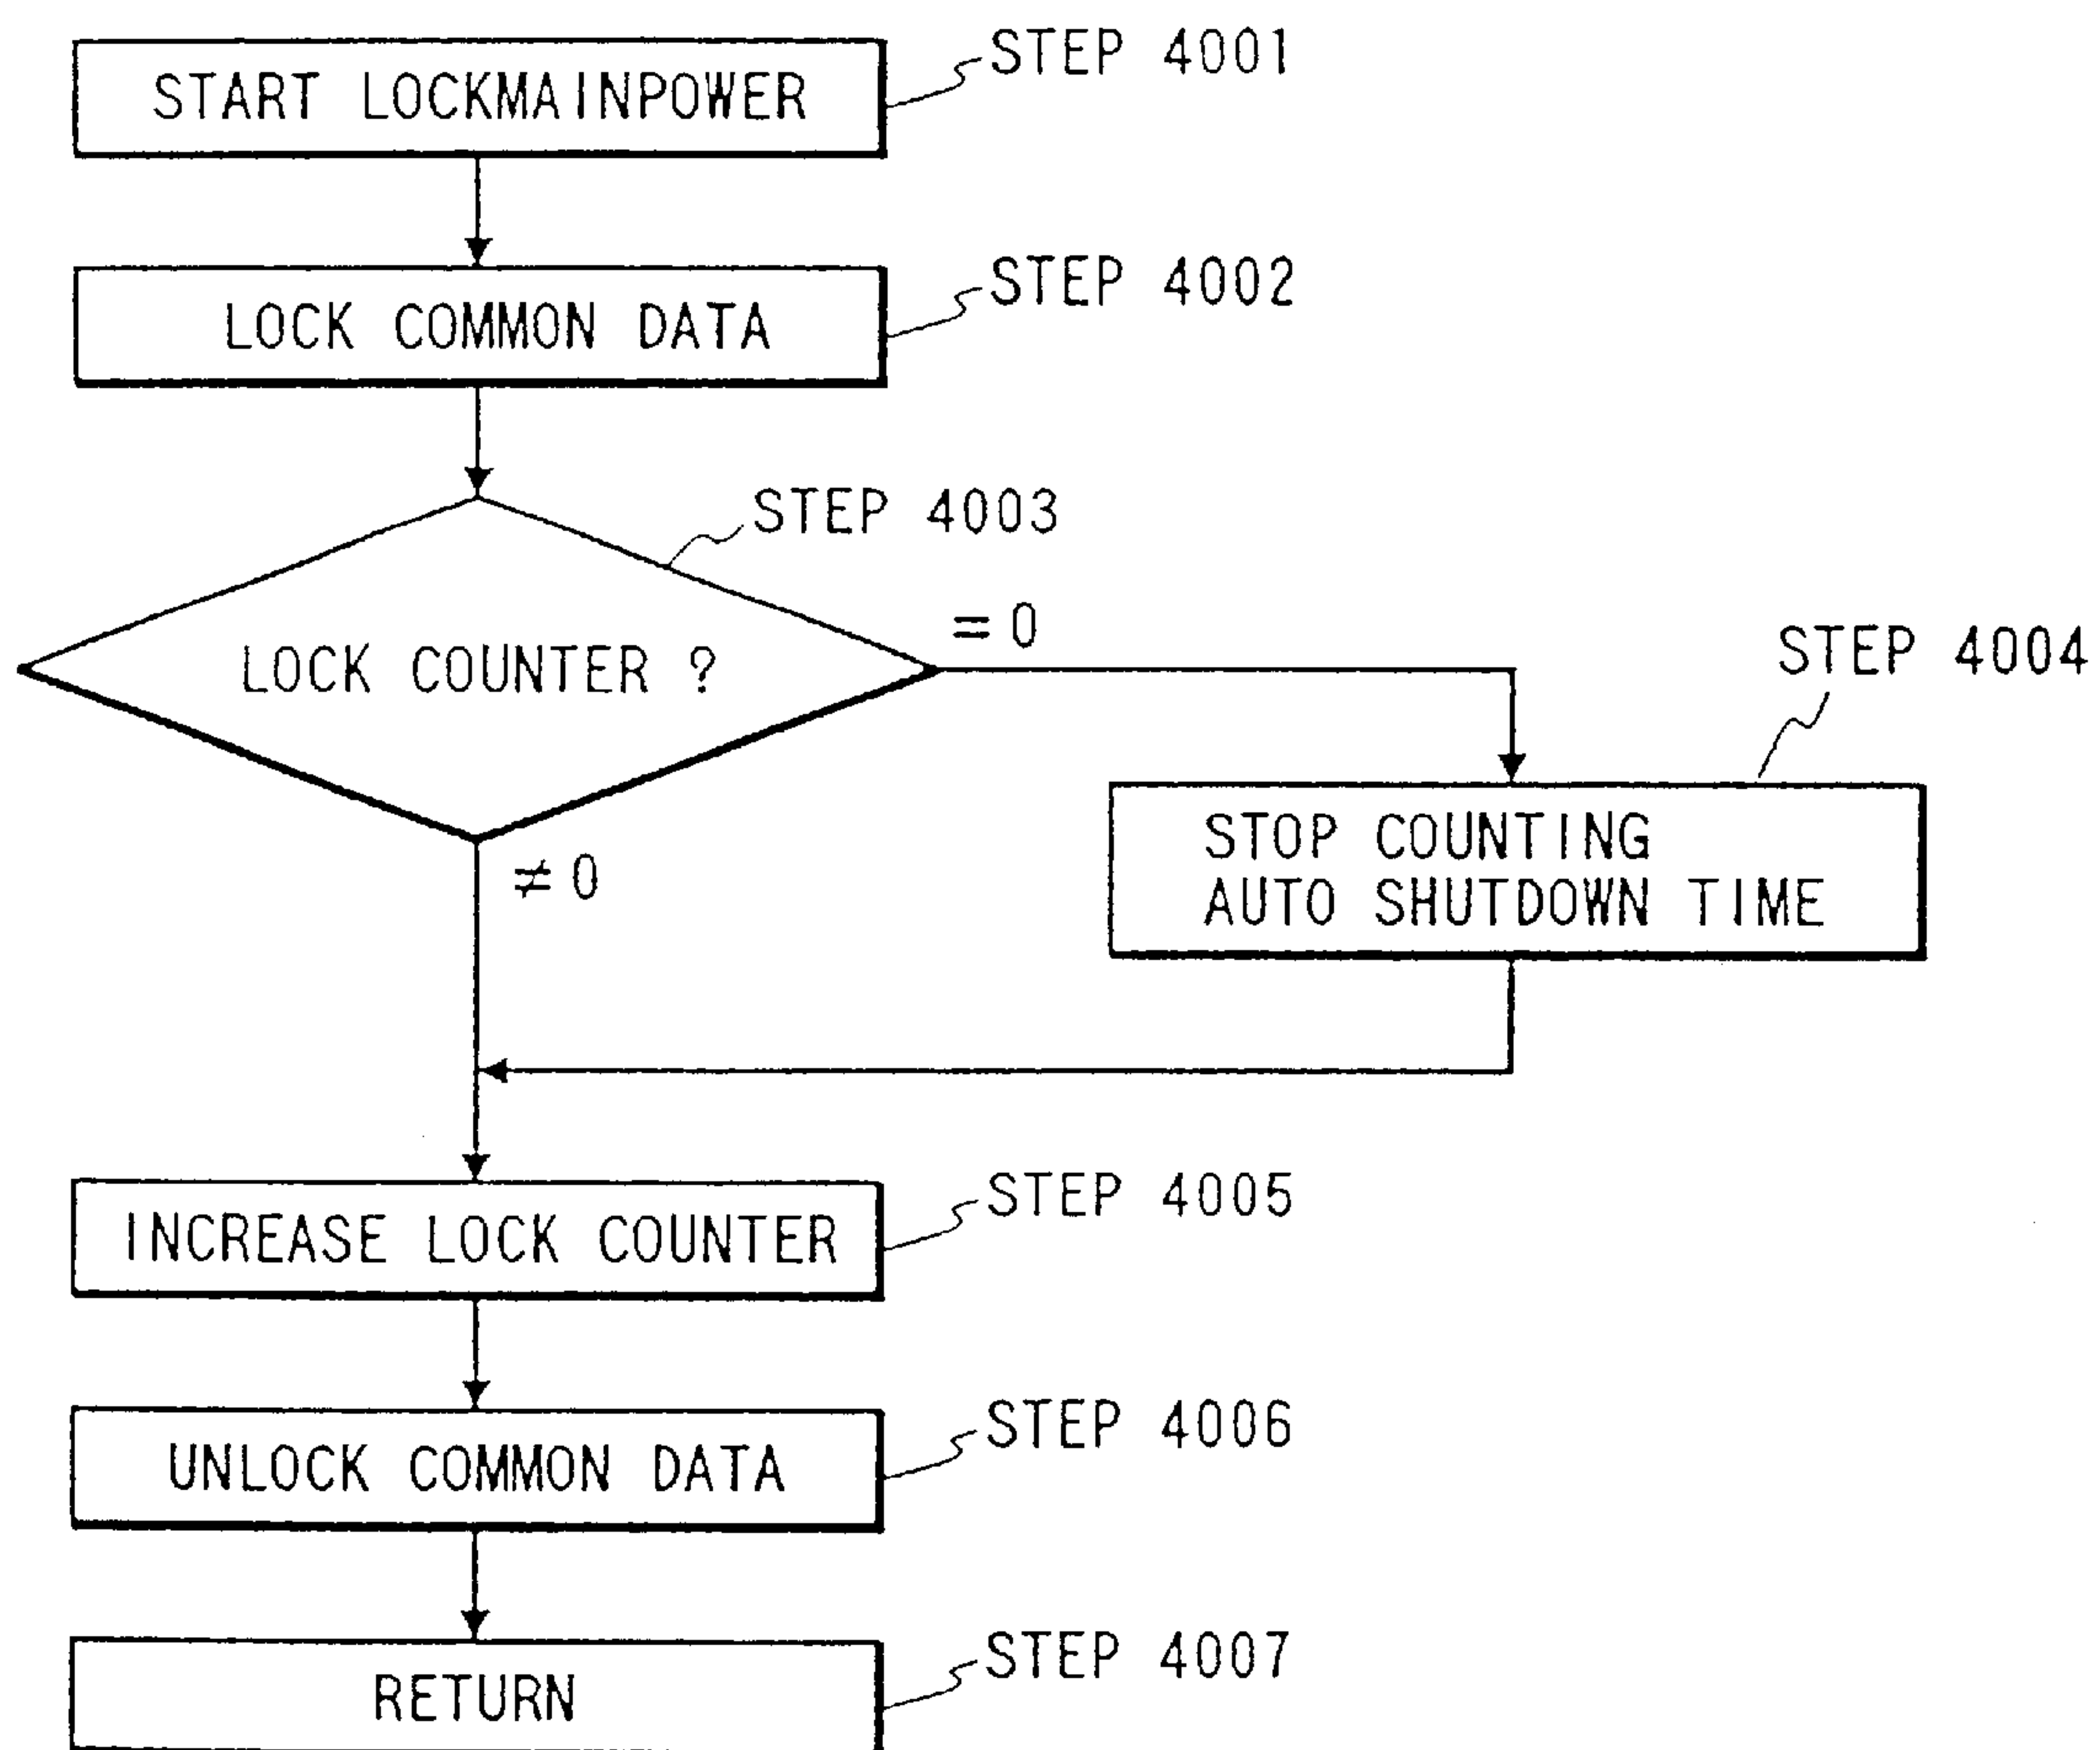 START LOCKMAINPOWER
STEP 4001
LOCK COMMON DATA
STEP 4002
STEP 4003
LOCK COUNTER ?
= 0
STEP 4004
STOP COUNTING
AUTO SHUTDOWN TIME
≠ 0
INCREASE LOCK COUNTER
STEP 4005
UNLOCK COMMON DATA
STEP 4006
RETURN
STEP 4007